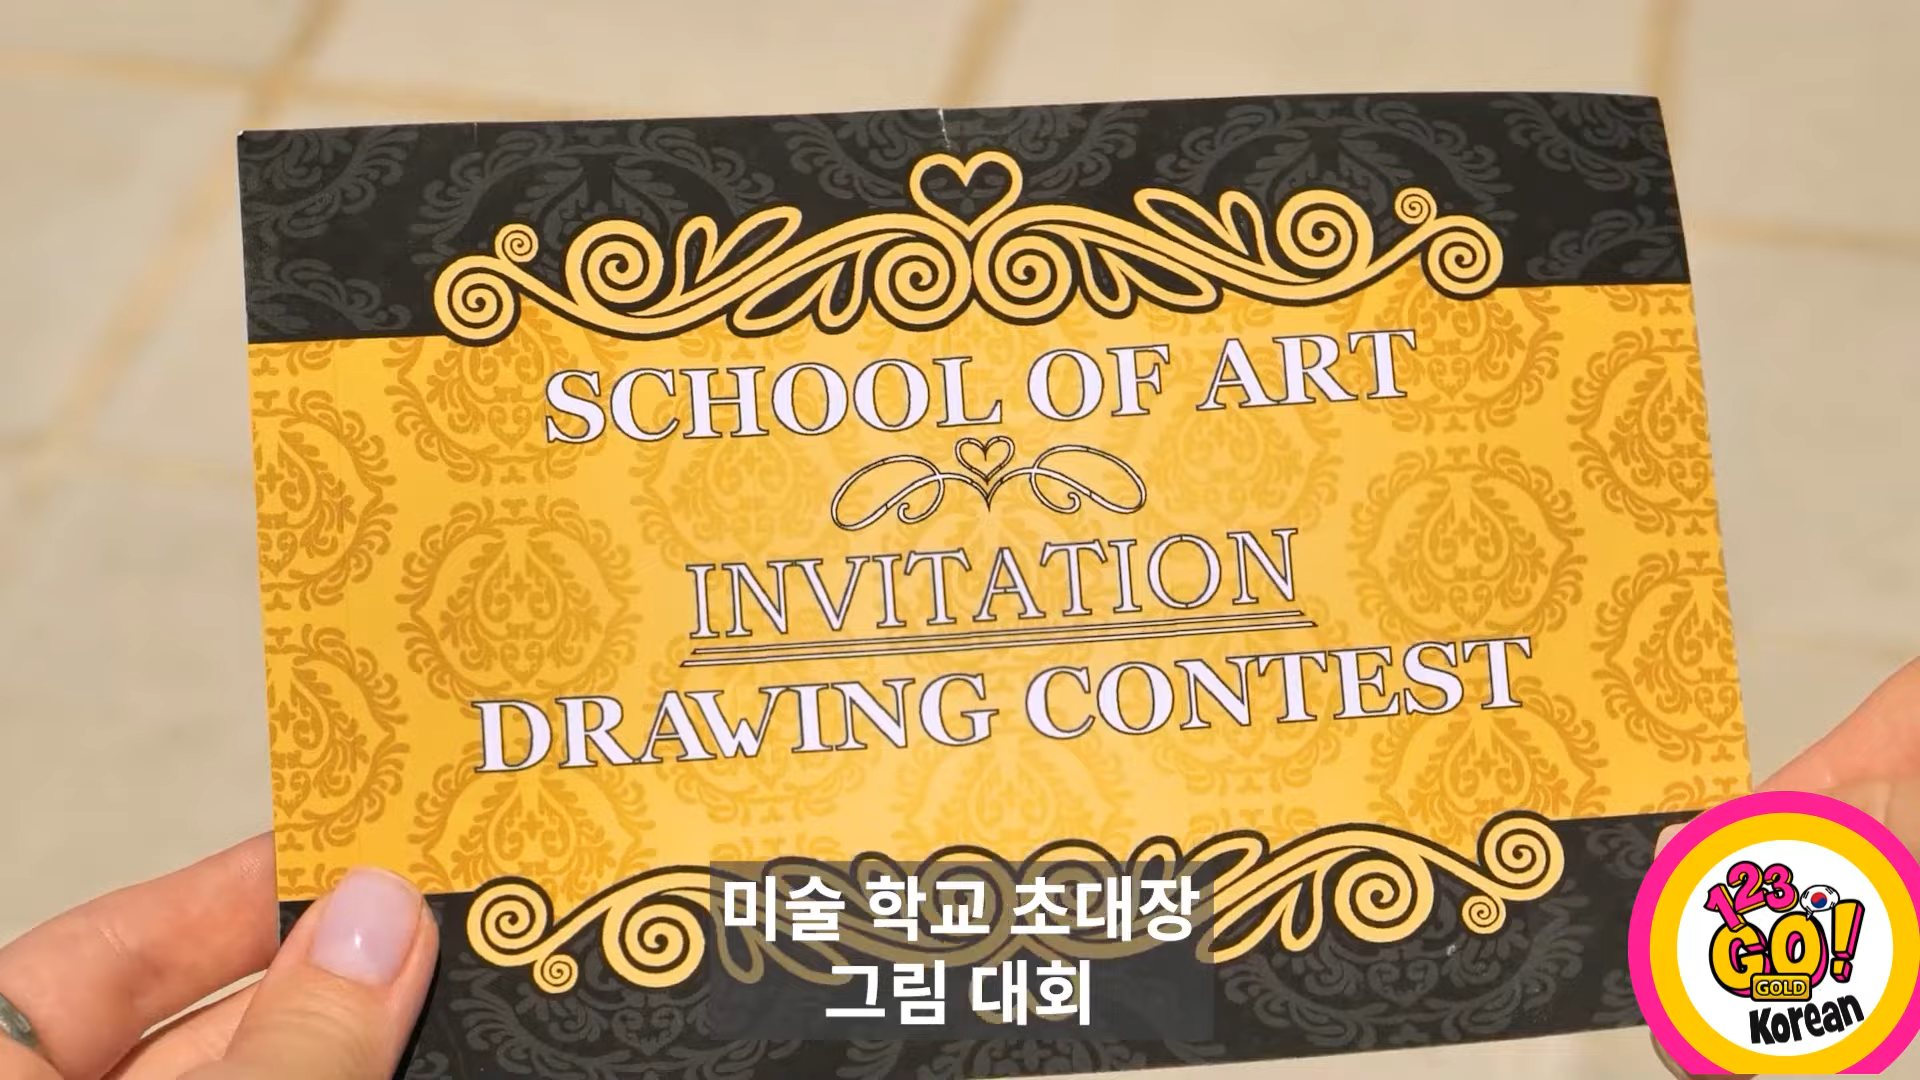 SCHOOL OF ART
INVITATION
DRAWING CONTEST
미술 학교 초대장
그림 대회
123
GO!
GOLD
Korean